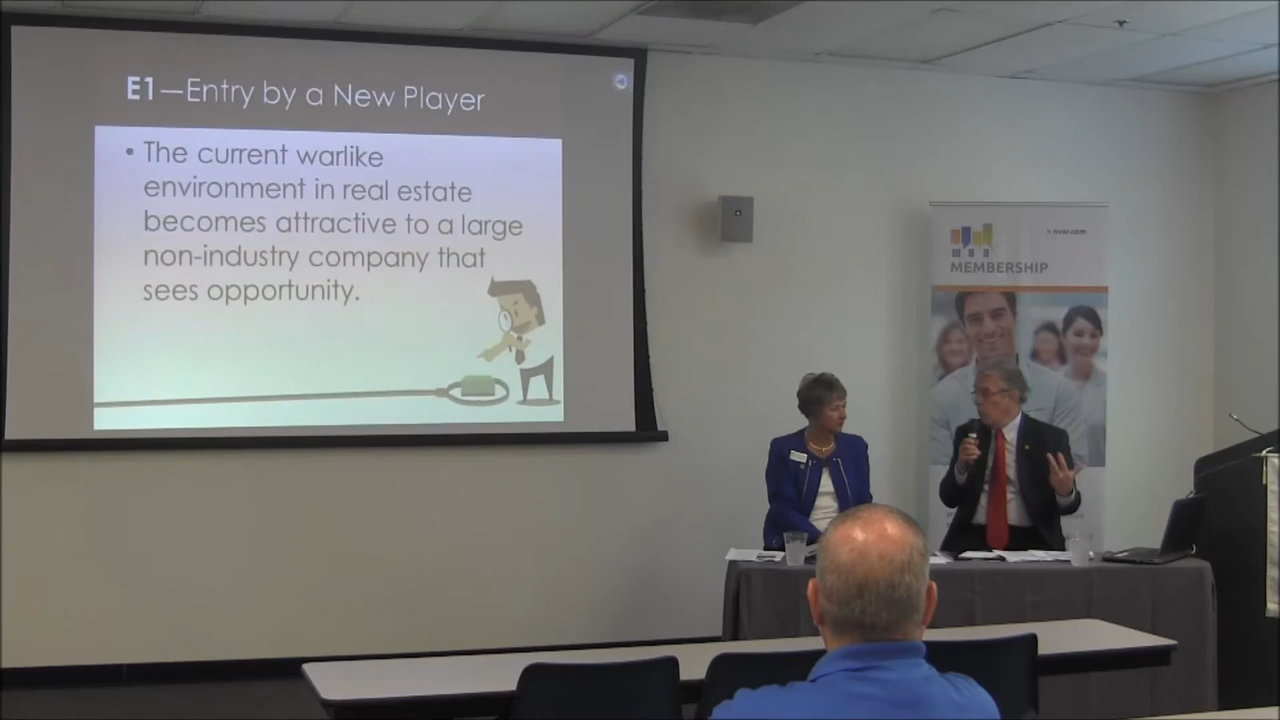 E1—Entry by a New Player
• The current warlike
environment in real estate
becomes attractive to a large
non-industry company that
sees opportunity.
MEMBERSHIP